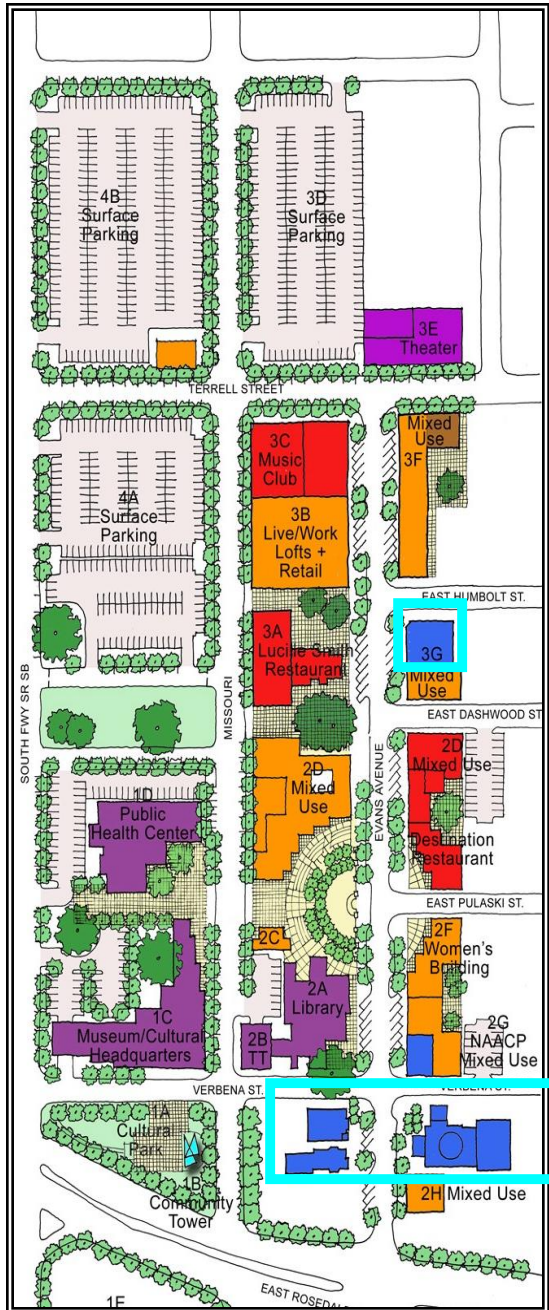 4B
Surface
Parking
3D
Surface
Parking
3E
Theater
TERRELL STREET
3C
Music
Club
Mixed
Use
3F
4A
Surface
Parking
3B
Live/Work
Lofts +
Retail
EAST HUMBOLT ST.
3A
Lucille Smith
Restaurant
3G
Mixed
Use
SOUTH FWY SR SB
MISSOURI
EAST DASHWOOD ST
EVANS AVENUE
2D
Mixed Use
2D
Mixed
Use
1D
Public
Health Center
Destination
Restaurant
EAST PULASKI ST.
2C
2F
Women's
Building
2A
Library
1C
Museum/Cultural
Headquarters
2B
TT
2G
NAACP
Mixed Use
VERBENA ST.
VERBENA ST.
1A
Cultural
Park
1B
Community
Tower
2H Mixed Use
EAST ROSEDAL
1E